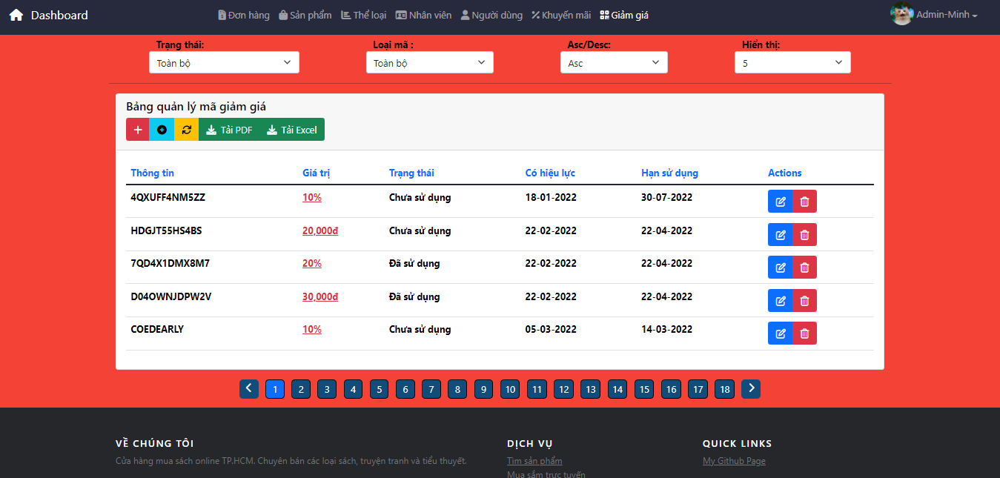 Dashboard Đơn hàng Sản phẩm Thể loại Nhân viên Người dùng Khuyến mãi Giảm giá Admin-Minh
Trạng thái: Loại mã : Asc/Desc: Hiển thị:
Toàn bộ Toàn bộ Asc 5
Bảng quản lý mã giảm giá
Tải PDF Tải Excel
Thông tin Giá trị Trạng thái Có hiệu lực Hạn sử dụng Actions
4QXUFF4NM5ZZ 10% Chưa sử dụng 18-01-2022 30-07-2022
HDGJT55HS4BS 20,000đ Chưa sử dụng 22-02-2022 22-04-2022
7QD4X1DMX8M7 20% Đã sử dụng 22-02-2022 22-04-2022
D04OWNJDPW2V 30,000đ Đã sử dụng 22-02-2022 22-04-2022
COEDEARLY 10% Chưa sử dụng 05-03-2022 14-03-2022
1 2 3 4 5 6 7 8 9 10 11 12 13 14 15 16 17 18
VỀ CHÚNG TÔI DỊCH VỤ QUICK LINKS
Cửa hàng mua sách online TP.HCM. Chuyên bán các loại sách, truyện tranh và tiểu thuyết. Tìm sản phẩm My Github Page
Mua sắm trực tuyến